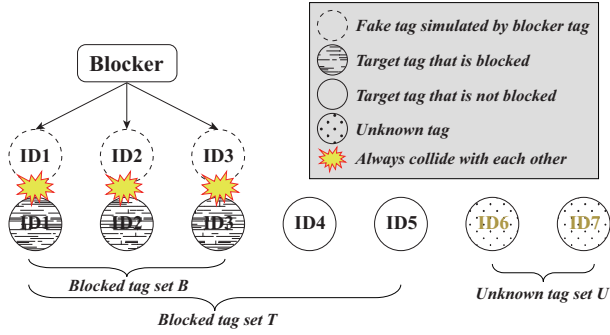 Fake tag simulated by blocker tag
Blocker
Target tag that is blocked
Target tag that is not blocked
Unknown tag
Always collide with each other
ID1 ID2 ID3
ID1 ID2 ID3 ID4 ID5 ID6 ID7
Blocked tag set B
Unknown tag set U
Blocked tag set T